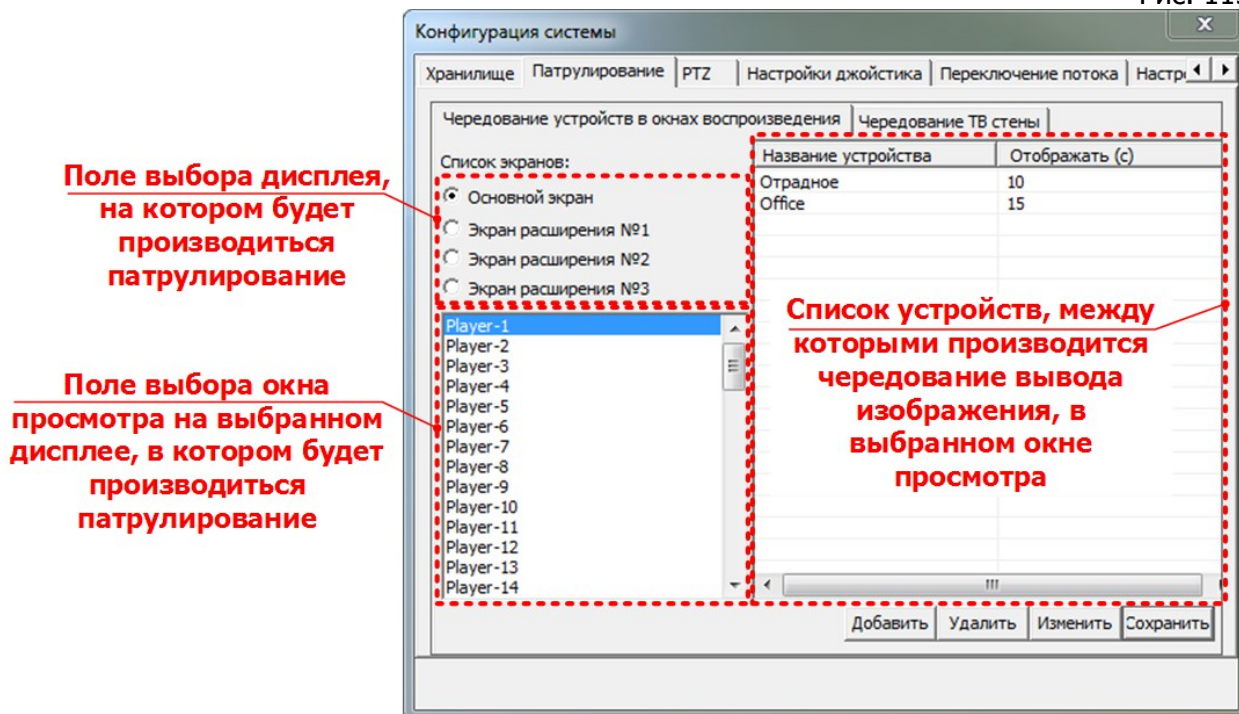 Конфигурация системы
Хранилище Патрулирование PTZ Настройки джойстика Переключение потока
Чередование устройств в окнах воспроизведения Чередование ТВ стены
Список экранов:
Основной экран
Экран расширения №1
Экран расширения №2
Экран расширения №3
Название устройства Отображать (с)
Отрадное 10
Office 15
Player-1
Player-2
Player-3
Player-4
Player-5
Player-6
Player-7
Player-8
Player-9
Player-10
Player-11
Player-12
Player-13
Player-14
Добавить Удалить Изменить Сохранить
Поле выбора дисплея,
на котором будет
производиться
патрулирование
Поле выбора окна
просмотра на выбранном
дисплее, в котором будет
производиться
патрулирование
Список устройств, между
которыми производится
чередование вывода
изображения, в
выбранном окне
просмотра